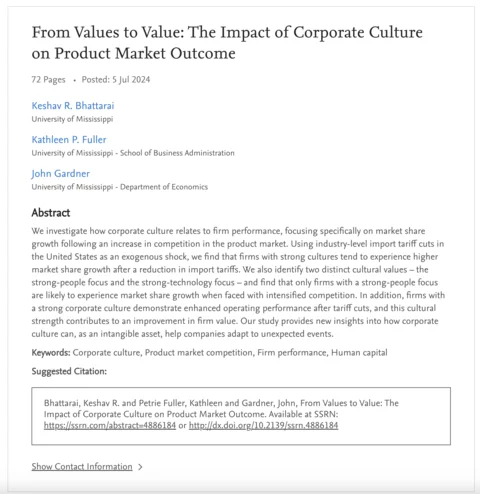 From Values to Value: The Impact of Corporate Culture
on Product Market Outcome
72 Pages • Posted: 5 Jul 2024
Keshav R. Bhattarai
University of Mississippi
Kathleen P. Fuller
University of Mississippi - School of Business Administration
John Gardner
University of Mississippi - Department of Economics
Abstract
We investigate how corporate culture relates to firm performance, focusing specifically on market share
growth following an increase in competition in the product market. Using industry-level import tariff cuts in
the United States as an exogenous shock, we find that firms with strong cultures tend to experience higher
market share growth after a reduction in import tariffs. We also identify two distinct cultural values – the
strong-people focus and the strong-technology focus – and find that only firms with a strong-people focus
are likely to experience market share growth when faced with intensified competition. In addition, firms with
a strong corporate culture demonstrate enhanced operating performance after tariff cuts, and this cultural
strength contributes to an improvement in firm value. Our study provides new insights into how corporate
culture can, as an intangible asset, help companies adapt to unexpected events.
Keywords: Corporate culture, Product market competition, Firm performance, Human capital
Suggested Citation:
Bhattarai, Keshav R. and Petrie Fuller, Kathleen and Gardner, John, From Values to Value: The
Impact of Corporate Culture on Product Market Outcome. Available at SSRN:
https://ssrn.com/abstract=4886184 or http://dx.doi.org/10.2139/ssrn.4886184
Show Contact Information >